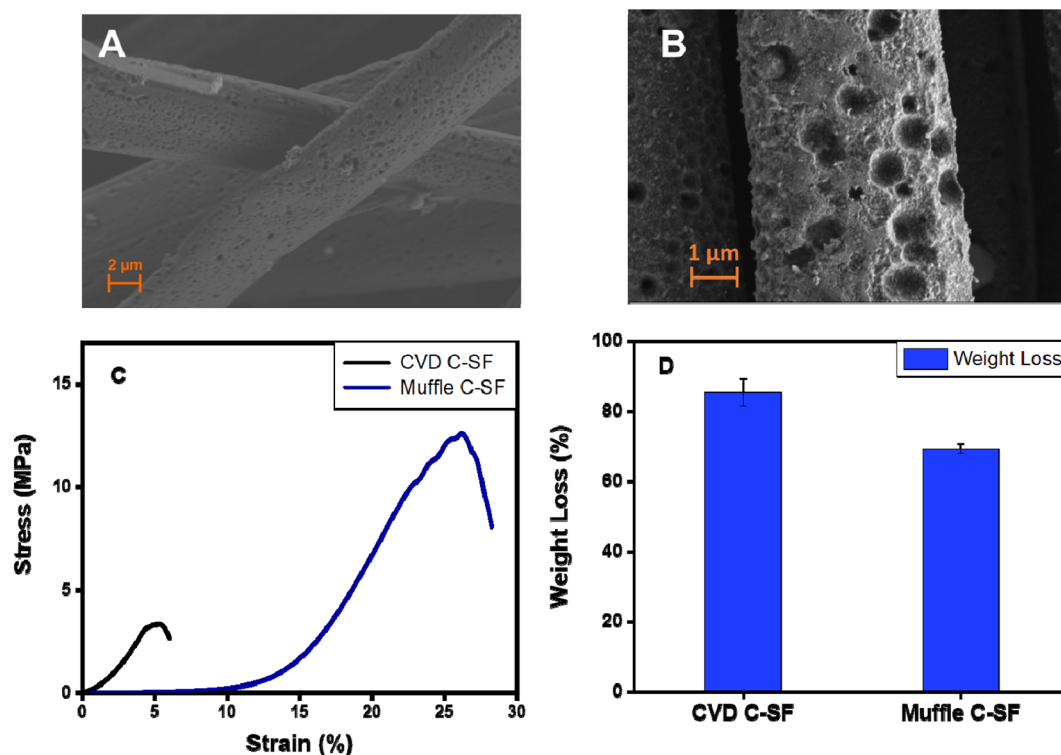 A
2 µm
B
1 µm
C
CVD C-SF
Muffle C-SF
15
10
5
0
Stress (MPa)
0 5 10 15 20 25 30
Strain (%)
D
Weight Loss
100
80
60
40
20
0
Weight Loss (%)
CVD C-SF Muffle C-SF